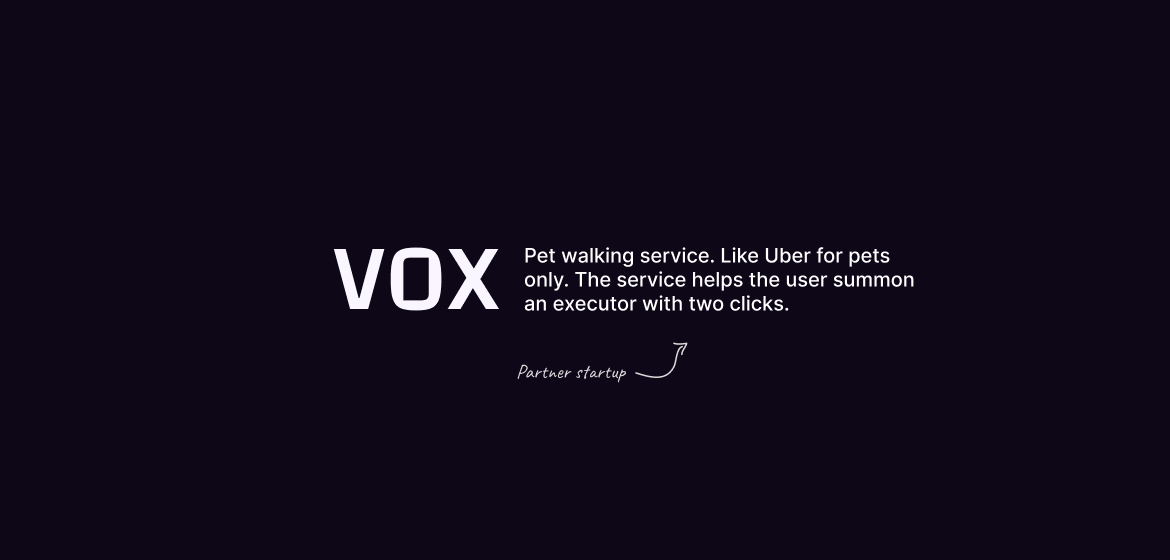 VOX
Pet walking service. Like Uber for pets
only. The service helps the user summon
an executor with two clicks.
Partner startup